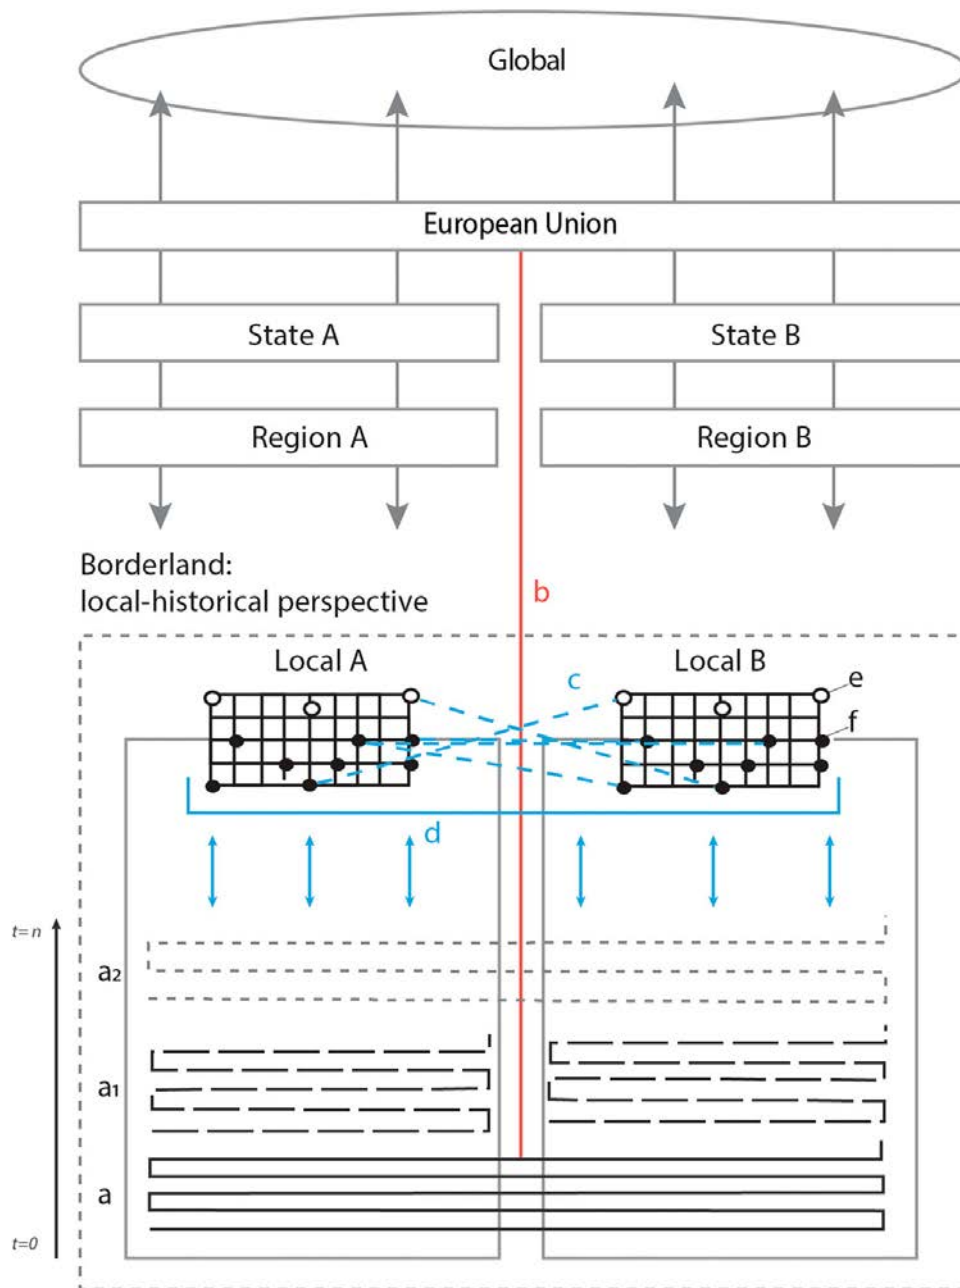 Global
European Union
State A
State B
Region A
Region B
Borderland:
local-historical perspective
b
Local A
Local B
c
e
f
d
t=n
a₂
a₁
a
t=0